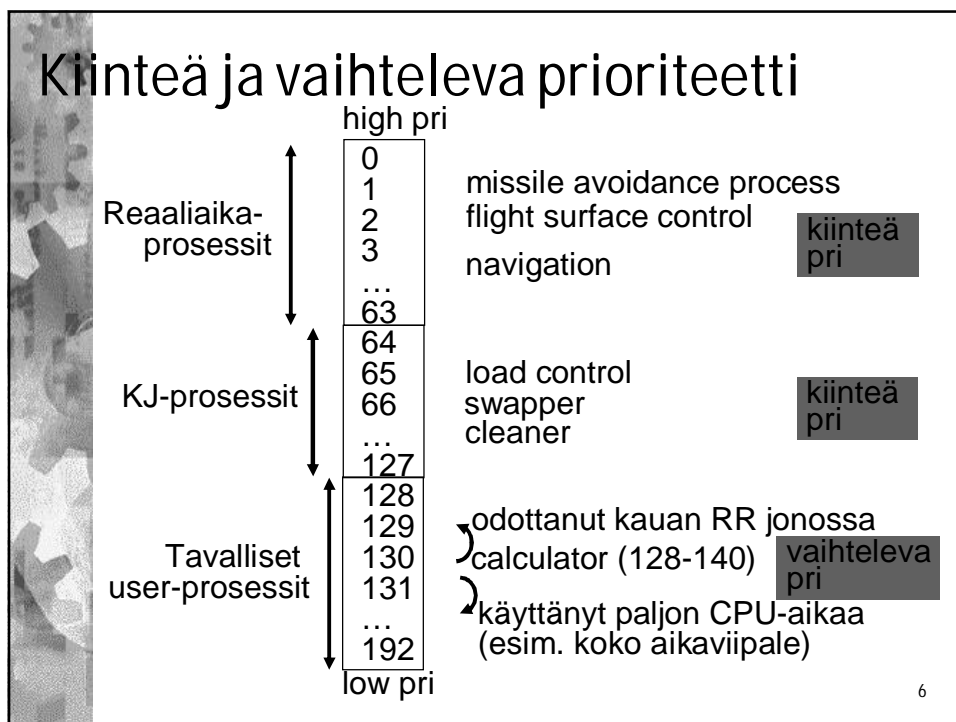 Kiinteä ja vaihteleva prioriteetti
high pri
Reaaliaika-
prosessit
0
1
2
3
…
63
missile avoidance process
flight surface control
navigation
kiinteä
pri
KJ-prosessit
64
65
66
…
127
load control
swapper
cleaner
kiinteä
pri
Tavalliset
user-prosessit
128
129
130
131
…
192
odottanut kauan RR jonossa
calculator (128-140)
käyttänyt paljon CPU-aikaa
(esim. koko aikaviipale)
vaihteleva
pri
low pri
6